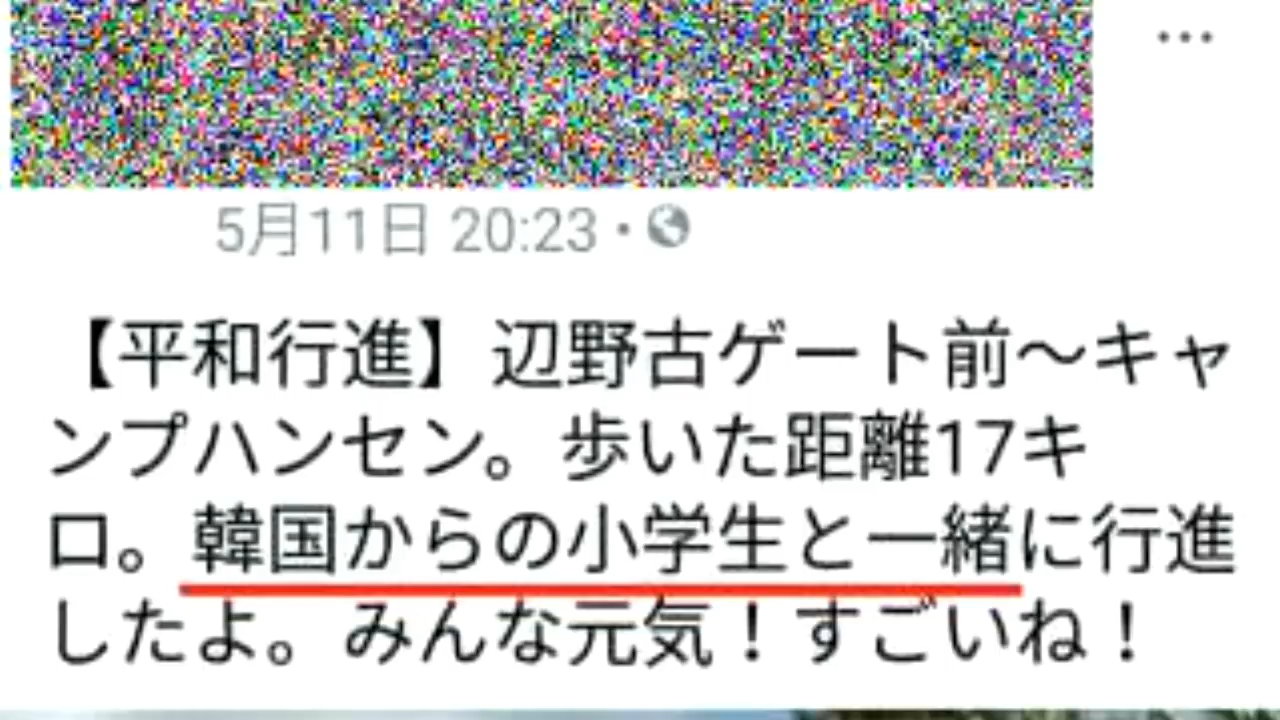 5月11日 20:23・
【平和行進】辺野古ゲート前〜キャ
ンプハンセン。歩いた距離17キ
ロ。韓国からの小学生と一緒に行進
したよ。みんな元気！すごいね！